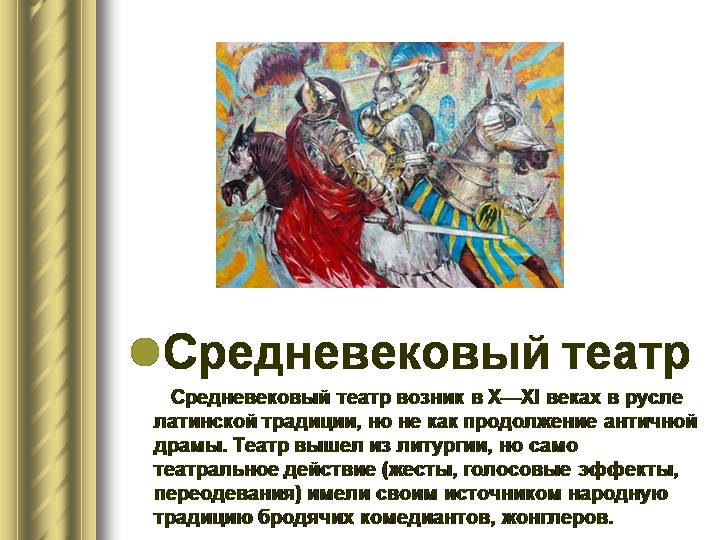 Средневековый театр
Средневековый театр возник в X—XI веках в русле
латинской традиции, но не как продолжение античной
драмы. Театр вышел из литургии, но само
театральное действие (жесты, голосовые эффекты,
переодевания) имели своим источником народную
традицию бродячих комедиантов, жонглеров.